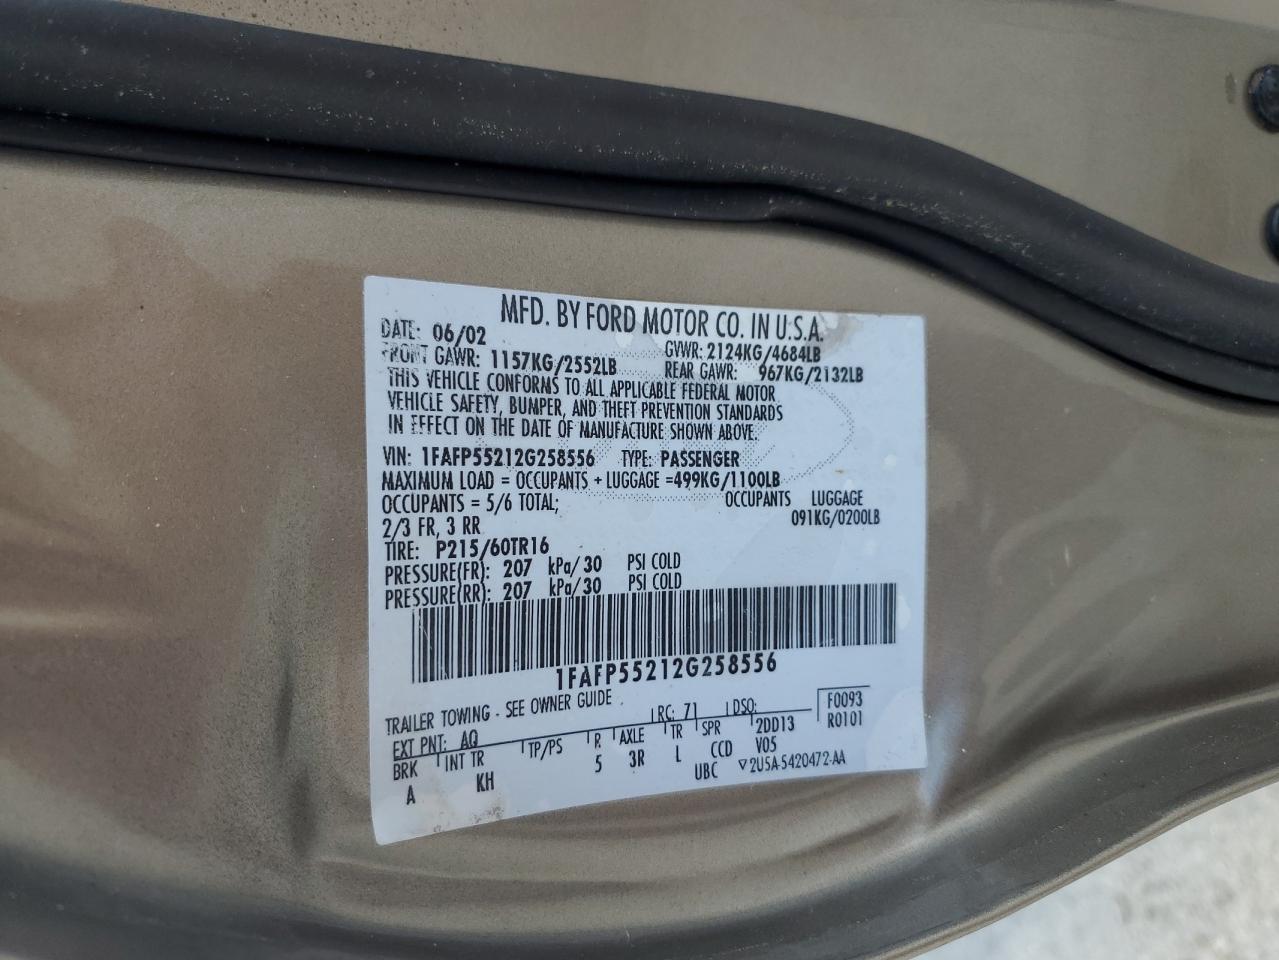 MFD. BY FORD MOTOR CO. IN U.S.A.
DATE: 06/02 GVWR: 2124KG/4684LB
FRONT GAWR: 1157KG/2552LB REAR GAWR: 967KG/2132LB
THIS VEHICLE CONFORMS TO ALL APPLICABLE FEDERAL MOTOR
VEHICLE SAFETY, BUMPER, AND THEFT PREVENTION STANDARDS
IN EFFECT ON THE DATE OF MANUFACTURE SHOWN ABOVE.
VIN: 1FAFP55212G258556 TYPE: PASSENGER
MAXIMUM LOAD = OCCUPANTS + LUGGAGE =499KG/1100LB
OCCUPANTS = 5/6 TOTAL; OCCUPANTS LUGGAGE
2/3 FR, 3 RR 091KG/0200LB
TIRE: P215/60TR16
PRESSURE(FR): 207 kPa/30 PSI COLD
PRESSURE(RR): 207 kPa/30 PSI COLD
1FAFP55212G258556
TRAILER TOWING - SEE OWNER GUIDE
EXT PNT: AQ RC: 71 DSO: F0093
BRK INT TR TP/PS R AXLE TR SPR 2DD13 R0101
A KH 5 3R L CCD V05
UBC ▽2U5A-5420472-AA